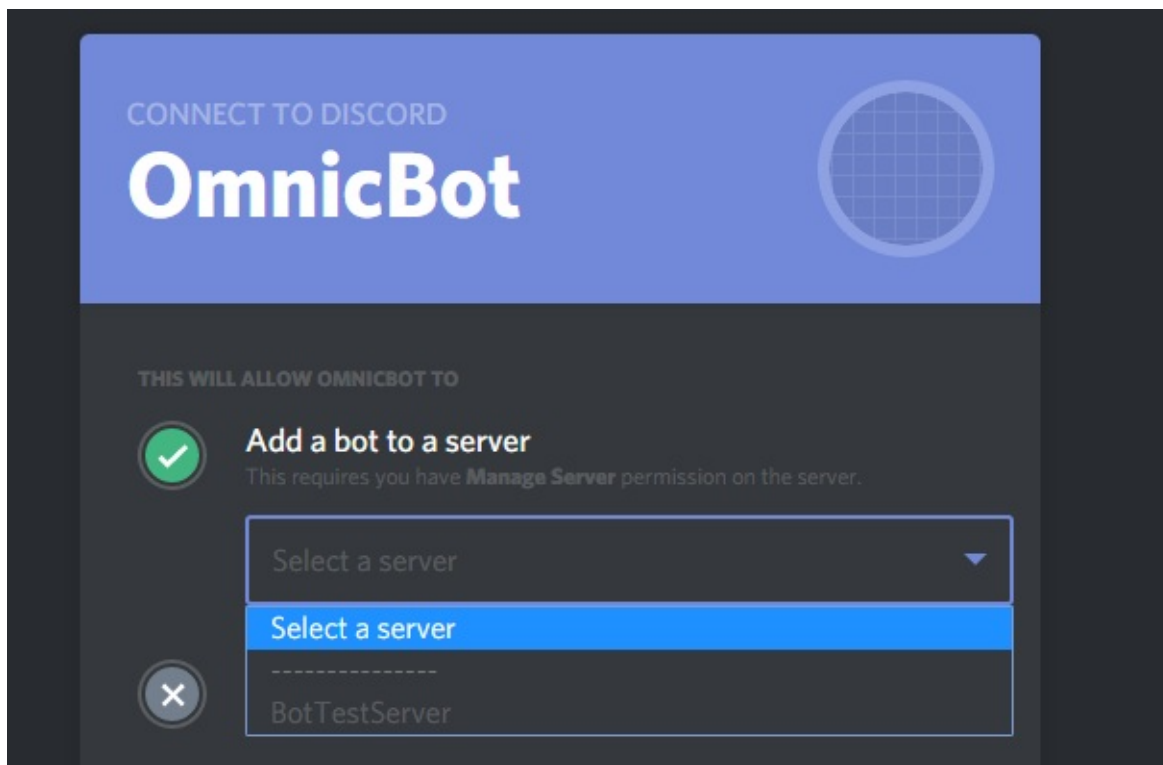 CONNECT TO DISCORD
OmnicBot
THIS WILL ALLOW OMNICBOT TO
Add a bot to a server
This requires you have Manage Server permission on the server.
Select a server
Select a server
---------------
BotTestServer